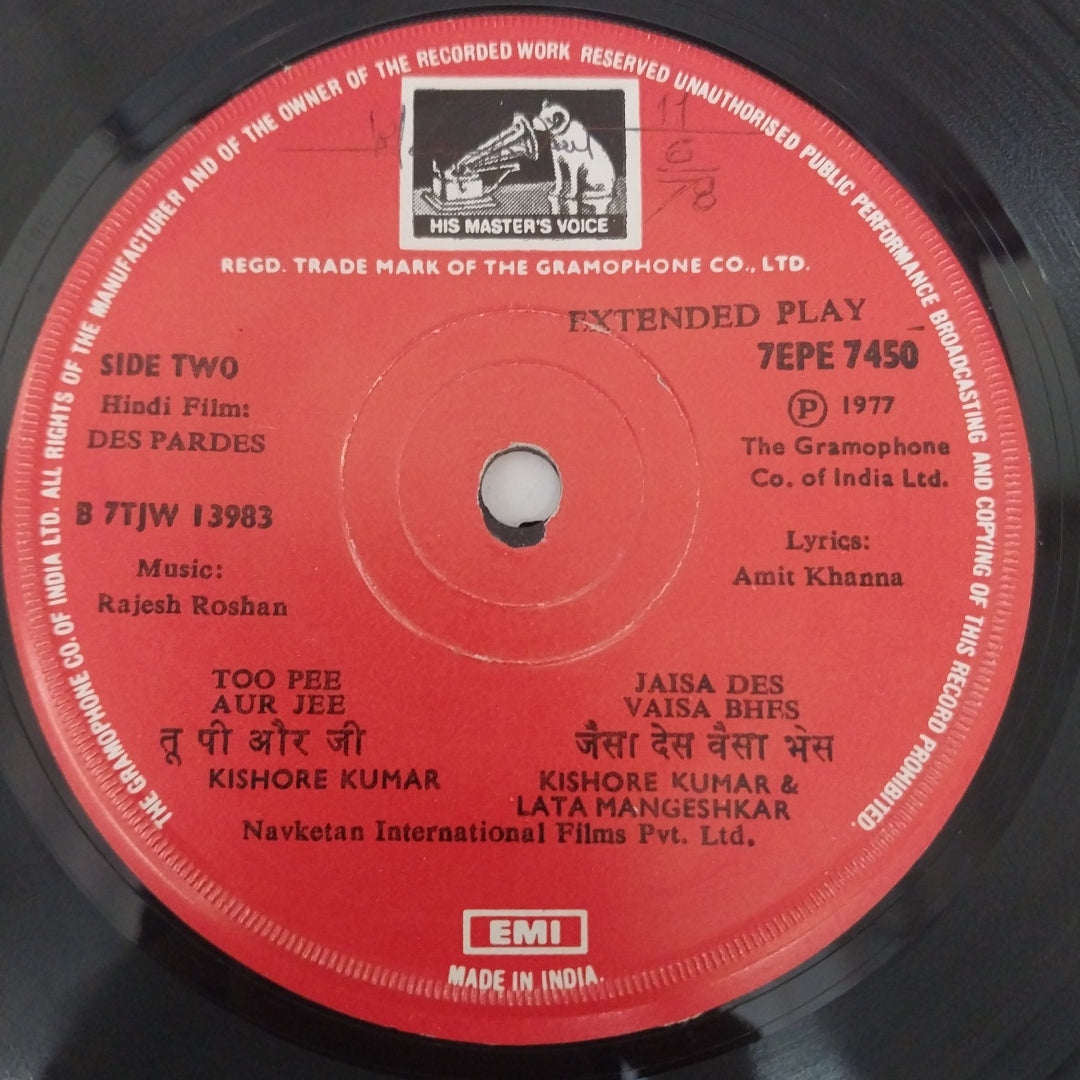 THE GRAMOPHONE CO. OF INDIA LTD. ALL RIGHTS OF THE MANUFACTURER AND OF THE OWNER OF THE RECORDED WORK RESERVED UNAUTHORISED PUBLIC PERFORMANCE BROADCASTING AND COPYING OF THIS RECORD PROHIBITED.
HIS MASTER'S VOICE
REGD. TRADE MARK OF THE GRAMOPHONE CO., LTD.
EXTENDED PLAY
SIDE TWO
7EPE 7450
Hindi Film:
DES PARDES
Ⓟ 1977
The Gramophone
Co. of India Ltd.
B 7TJW 13983
Music:
Rajesh Roshan
Lyrics:
Amit Khanna
TOO PEE
AUR JEE
तू पी और जी
KISHORE KUMAR
JAISA DES
VAISA BHES
जैसा देस वैसा भेस
KISHORE KUMAR &
LATA MANGESHKAR
Navketan International Films Pvt. Ltd.
EMI
MADE IN INDIA.